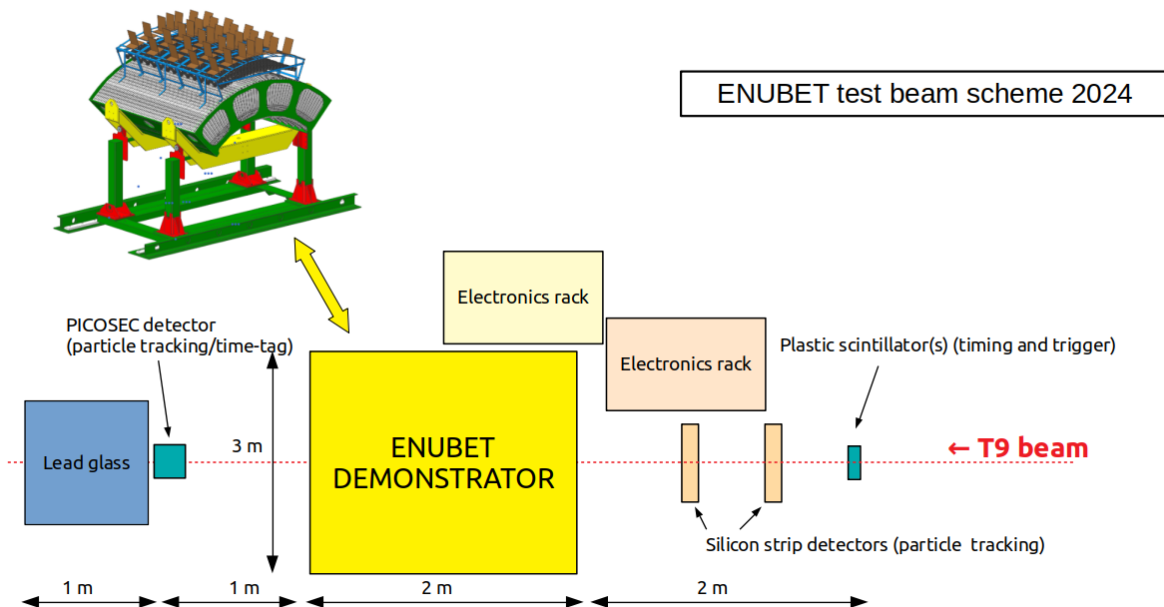 ENUBET test beam scheme 2024
Electronics rack
PICOSEC detector
(particle tracking/time-tag)
Electronics rack
Plastic scintillator(s) (timing and trigger)
Lead glass
3 m
ENUBET
DEMONSTRATOR
← T9 beam
Silicon strip detectors (particle tracking)
1 m
1 m
2 m
2 m